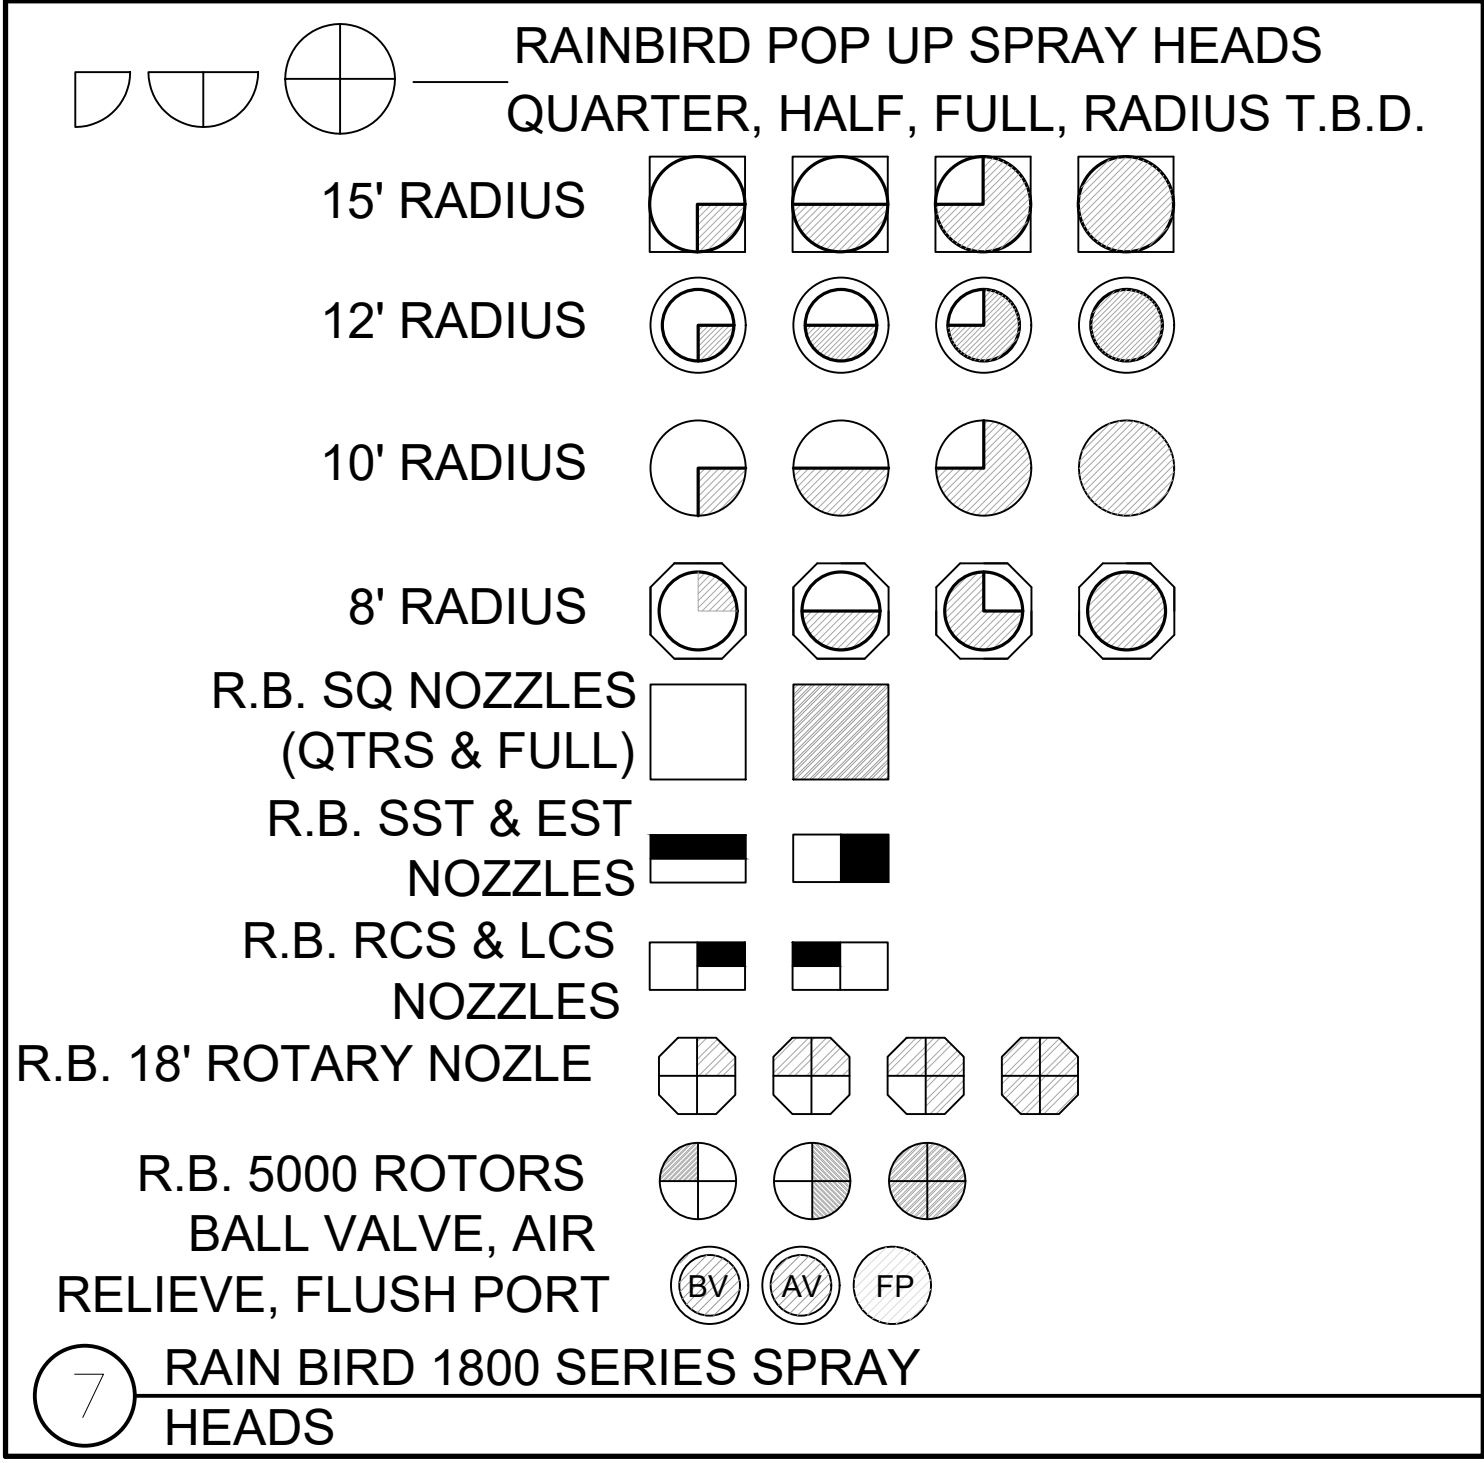 RAINBIRD POP UP SPRAY HEADS
QUARTER, HALF, FULL, RADIUS T.B.D.
15' RADIUS
12' RADIUS
10' RADIUS
8' RADIUS
R.B. SQ NOZZLES
(QTRS & FULL)
R.B. SST & EST
NOZZLES
R.B. RCS & LCS
NOZZLES
R.B. 18' ROTARY NOZLE
R.B. 5000 ROTORS
BALL VALVE, AIR
RELIEVE, FLUSH PORT
BV AV FP
7
RAIN BIRD 1800 SERIES SPRAY
HEADS